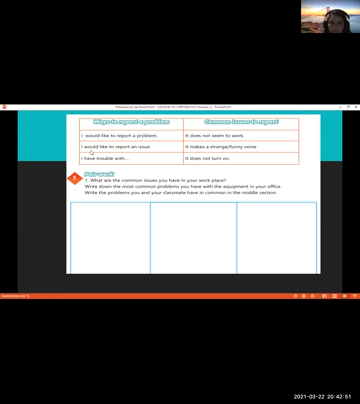 Ways to report a problem
Common issues to report
I would like to report a problem.
It does not seem to work
I would like to report an issue.
It makes a strange/funny noise
I have trouble with…
It does not turn on
Pair work
1. What are the common issues you have in your work place?
Write down the most common problems you have with the equipment in your office.
Write the problems you and your classmate have in common in the middle section.
2021-03-22 20:42:51